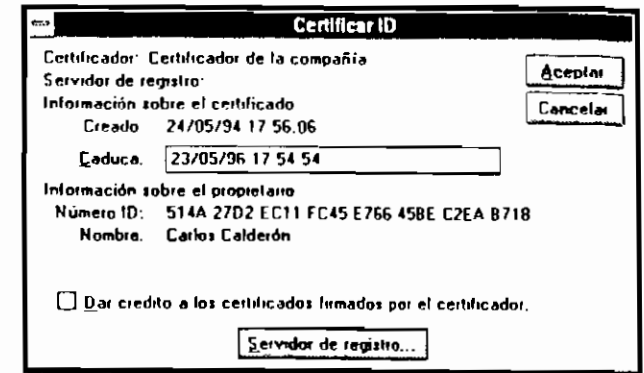 Certificar ID
Certificador: Certificador de la compañía
Servidor de registro:
Información sobre el certificado
Creado 24/05/94 17 56.06
Caduca. 23/05/96 17 54 54
Información sobre el propietario
Número ID: 514A 27D2 EC11 FC45 E766 45BE C2EA B718
Nombre. Carlos Calderón
Dar credito a los certificados firmados por el certificador.
Servidor de registro...
Aceptar
Cancelar